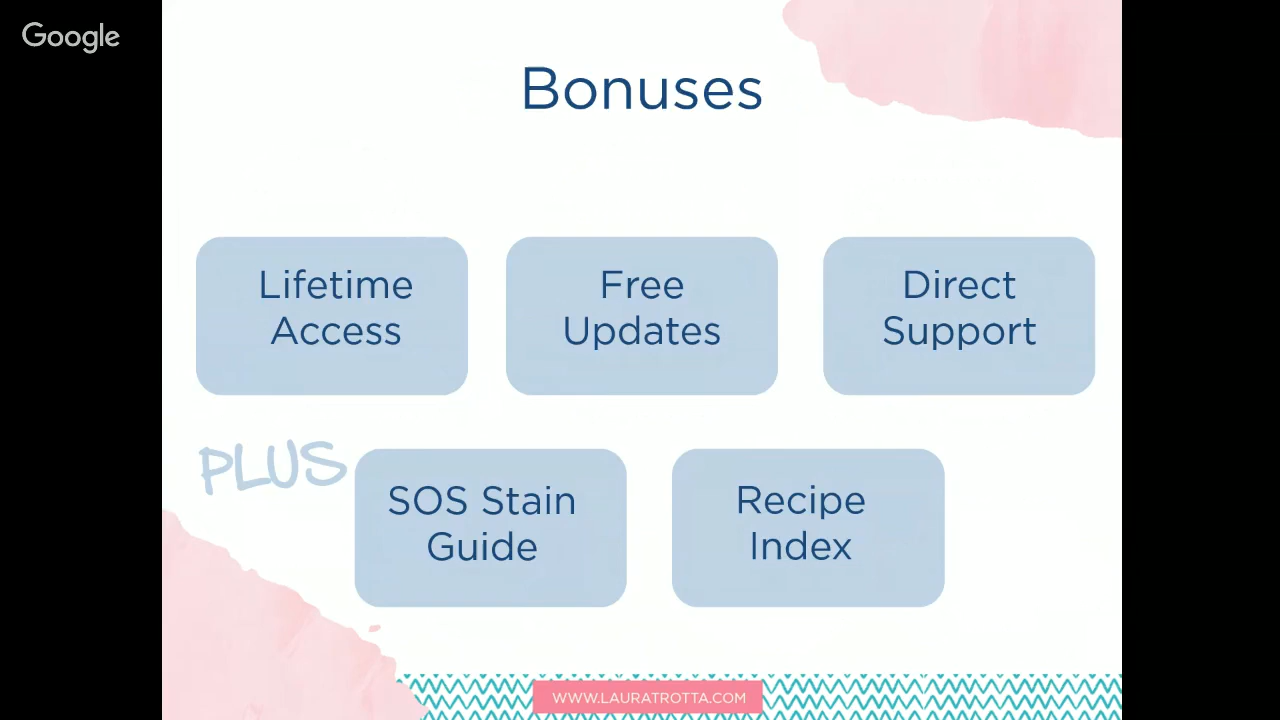 Google
Bonuses
Lifetime
Access
Free
Updates
Direct
Support
PLUS
SOS Stain
Guide
Recipe
Index
WWW.LAURATROTTA.COM